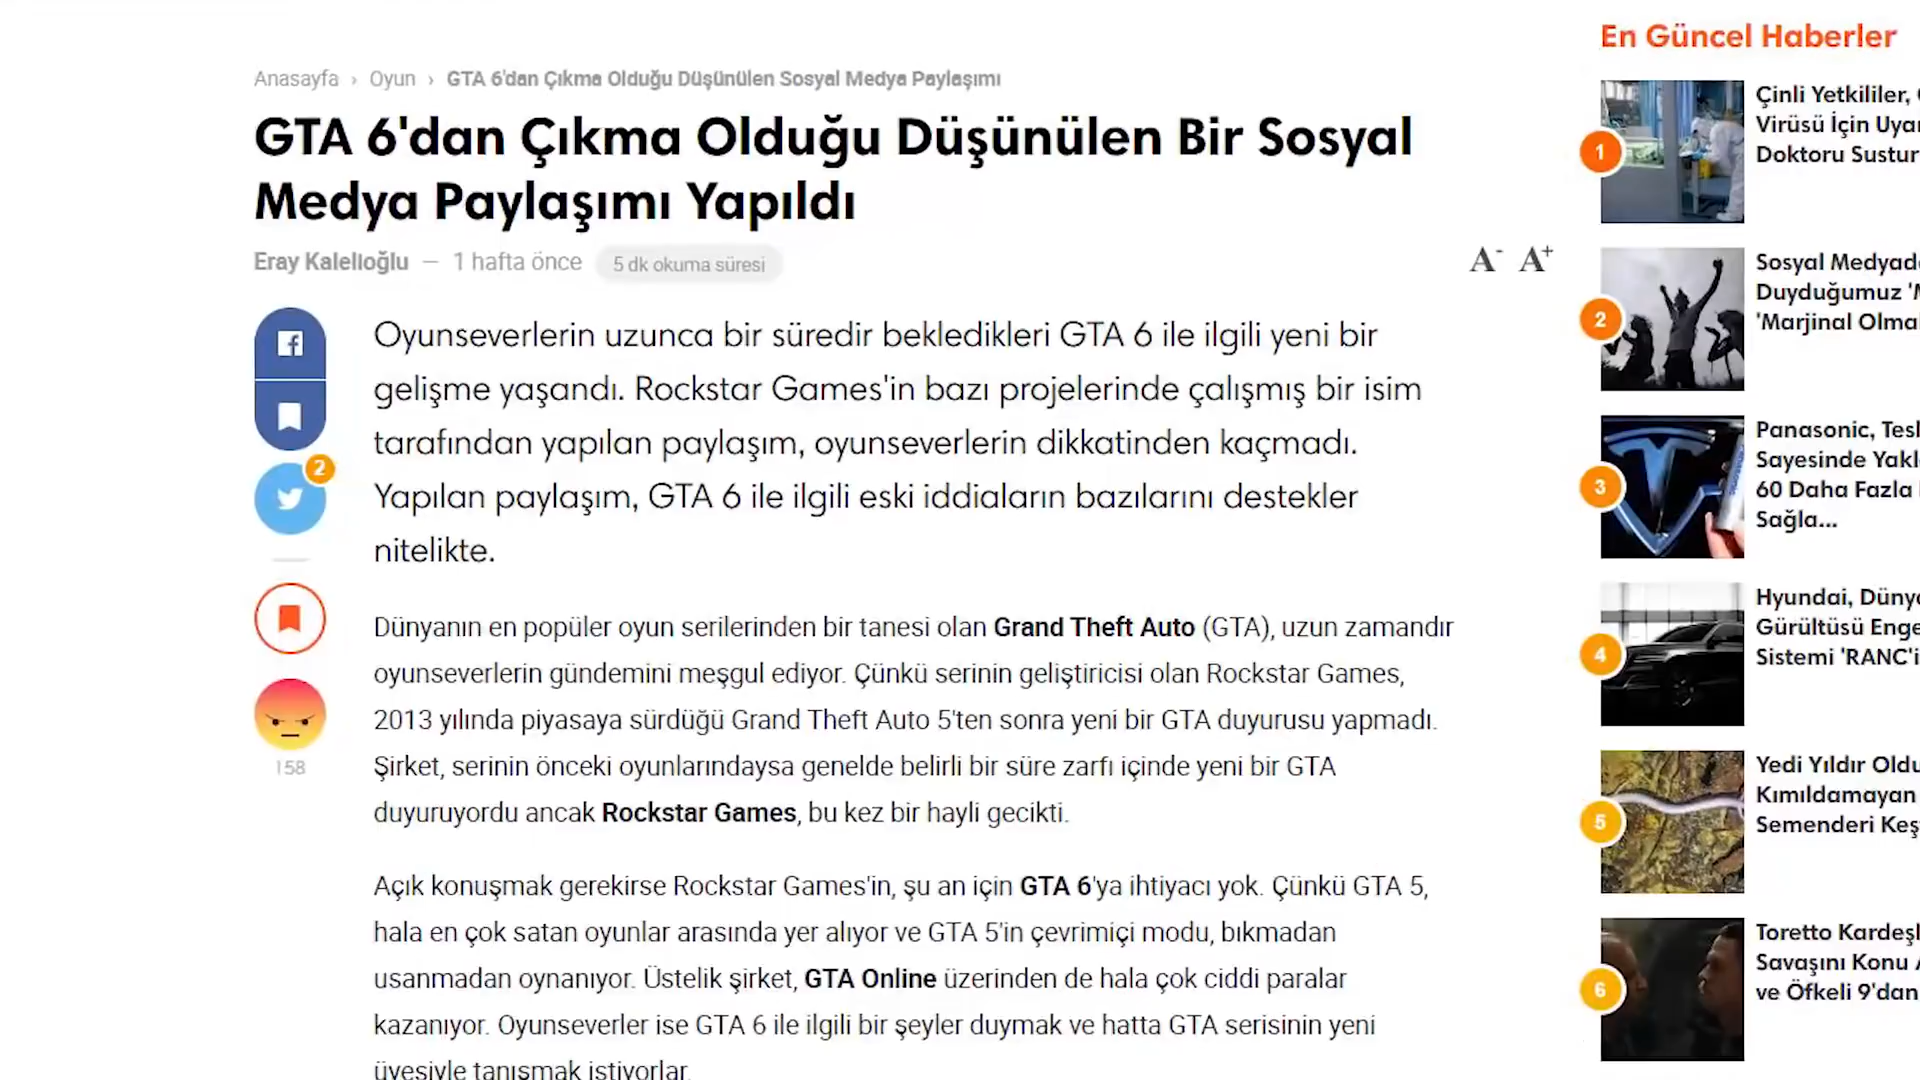 Anasayfa › Oyun › GTA 6'dan Çıkma Olduğu Düşünülen Sosyal Medya Paylaşımı
GTA 6'dan Çıkma Olduğu Düşünülen Bir Sosyal
Medya Paylaşımı Yapıldı
Eray Kalelioğlu — 1 hafta önce 5 dk okuma süresi
A- A+
2
158
Oyunseverlerin uzunca bir süredir bekledikleri GTA 6 ile ilgili yeni bir
gelişme yaşandı. Rockstar Games'in bazı projelerinde çalışmış bir isim
tarafından yapılan paylaşım, oyunseverlerin dikkatinden kaçmadı.
Yapılan paylaşım, GTA 6 ile ilgili eski iddiaların bazılarını destekler
nitelikte.
Dünyanın en popüler oyun serilerinden bir tanesi olan Grand Theft Auto (GTA), uzun zamandır
oyunseverlerin gündemini meşgul ediyor. Çünkü serinin geliştiricisi olan Rockstar Games,
2013 yılında piyasaya sürdüğü Grand Theft Auto 5'ten sonra yeni bir GTA duyurusu yapmadı.
Şirket, serinin önceki oyunlarındaysa genelde belirli bir süre zarfı içinde yeni bir GTA
duyuruyordu ancak Rockstar Games, bu kez bir hayli gecikti.
Açık konuşmak gerekirse Rockstar Games'in, şu an için GTA 6'ya ihtiyacı yok. Çünkü GTA 5,
hala en çok satan oyunlar arasında yer alıyor ve GTA 5'in çevrimiçi modu, bıkmadan
usanmadan oynanıyor. Üstelik şirket, GTA Online üzerinden de hala çok ciddi paralar
kazanıyor. Oyunseverler ise GTA 6 ile ilgili bir şeyler duymak ve hatta GTA serisinin yeni
üyesiyle tanışmak istiyorlar.
En Güncel Haberler
1
Çinli Yetkililer,
Virüsü İçin Uya
Doktoru Sustur
2
Sosyal Medyad
Duyduğumuz
'Marjinal Olma
3
Panasonic, Tesl
Sayesinde Yakl
60 Daha Fazla
Sağla...
4
Hyundai, Düny
Gürültüsü Enge
Sistemi 'RANC'i
5
Yedi Yıldır Oldu
Kımıldamayan
Semenderi Keş
6
Toretto Kardeşl
Savaşını Konu
ve Öfkeli 9'dan